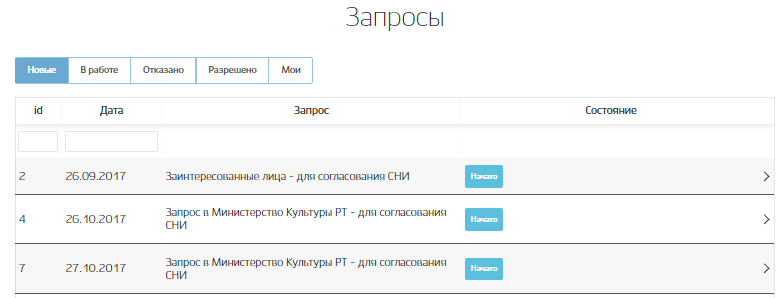 Запросы
Новые В работе Отказано Разрешено Мои
id Дата Запрос Состояние
2 26.09.2017 Заинтересованные лица - для согласования СНИ Начато
4 26.10.2017 Запрос в Министерство Культуры РТ - для согласования СНИ Начато
7 27.10.2017 Запрос в Министерство Культуры РТ - для согласования СНИ Начато